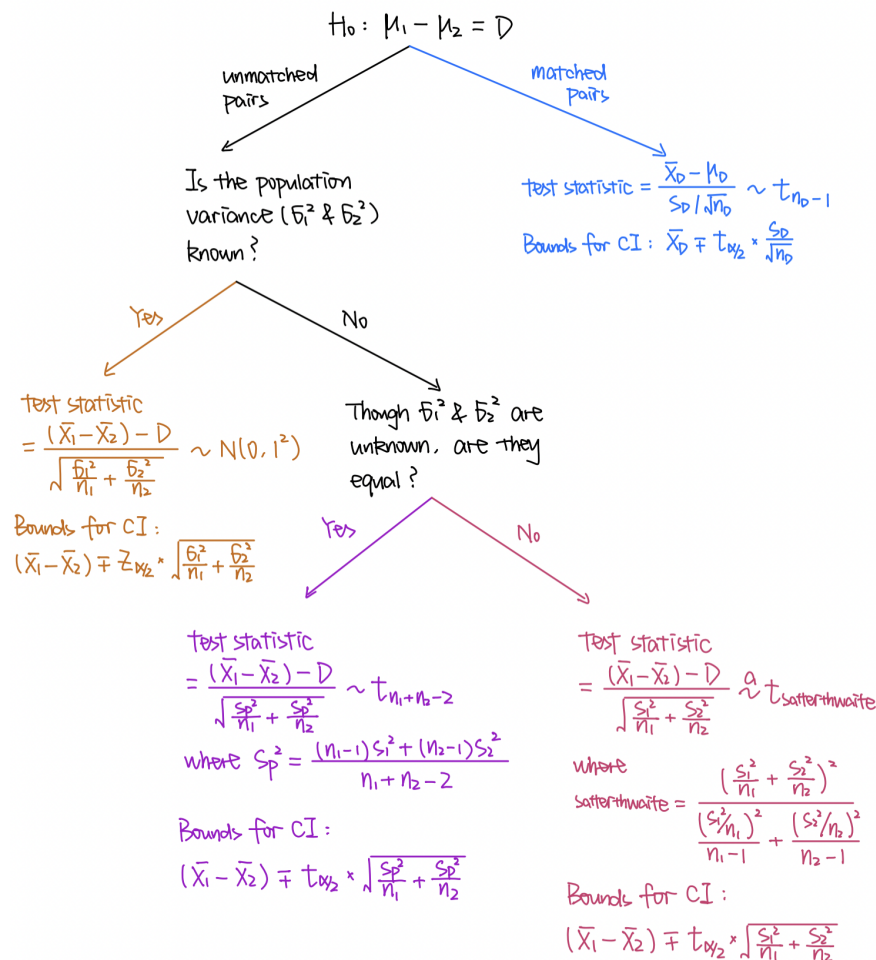 H₀: μ₁ − μ₂ = D
unmatched
pairs
matched
pairs
Is the population
variance (σ₁² & σ₂²)
known?
test statistic = (X̄_D − μ_D) / (S_D / √n_D) ~ t_{n_D−1}
Bounds for CI: X̄_D ∓ t_{α/2} * S_D/√n_D
Yes
No
test statistic
= ((X̄₁ − X̄₂) − D) / √(σ₁²/n₁ + σ₂²/n₂) ~ N(0, 1²)
Bounds for CI:
(X̄₁ − X̄₂) ∓ Z_{α/2} * √(σ₁²/n₁ + σ₂²/n₂)
Though σ₁² & σ₂² are
unknown, are they
equal?
Yes
No
test statistic
= ((X̄₁ − X̄₂) − D) / √(Sp²/n₁ + Sp²/n₂) ~ t_{n₁+n₂−2}
where Sp² = ((n₁−1)S₁² + (n₂−1)S₂²) / (n₁ + n₂ − 2)
Bounds for CI:
(X̄₁ − X̄₂) ∓ t_{α/2} * √(Sp²/n₁ + Sp²/n₂)
test statistic
= ((X̄₁ − X̄₂) − D) / √(S₁²/n₁ + S₂²/n₂) ~ᵃ t_{satterthwaite}
where
satterthwaite = (S₁²/n₁ + S₂²/n₂)² / ((S₁²/n₁)²/(n₁−1) + (S₂²/n₂)²/(n₂−1))
Bounds for CI:
(X̄₁ − X̄₂) ∓ t_{α/2} * √(S₁²/n₁ + S₂²/n₂)